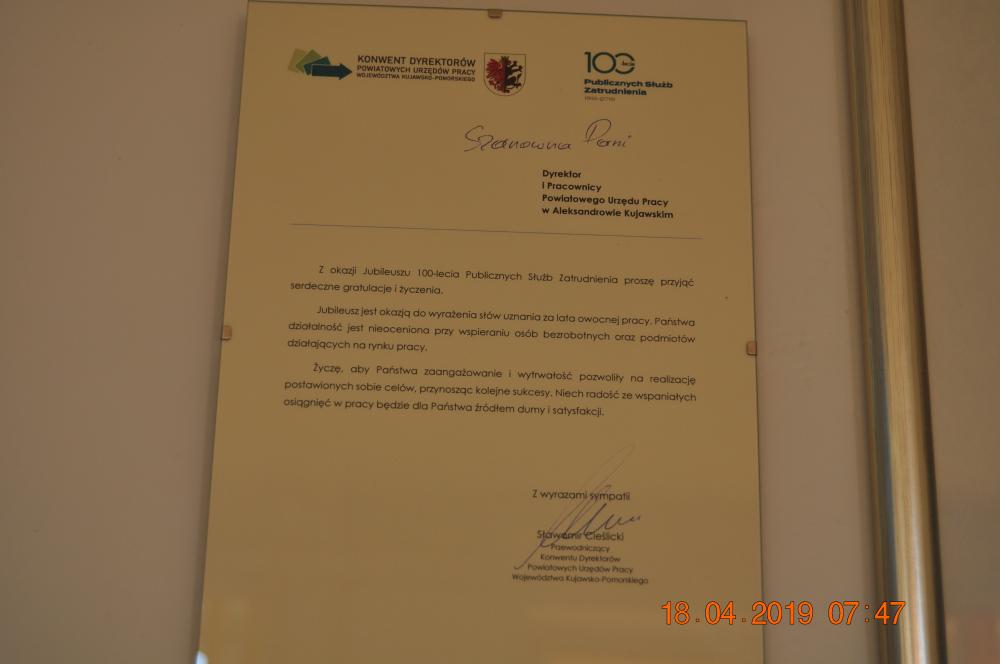 KONWENT DYREKTORÓW
POWIATOWYCH URZĘDÓW PRACY
WOJEWÓDZTWA KUJAWSKO-POMORSKIEGO
100 lecie
Publicznych Służb
Zatrudnienia
Szanowna Pani
Dyrektor
i Pracownicy
Powiatowego Urzędu Pracy
w Aleksandrowie Kujawskim
Z okazji Jubileuszu 100-lecia Publicznych Służb Zatrudnienia proszę przyjąć
serdeczne gratulacje i życzenia.
Jubileusz jest okazją do wyrażenia słów uznania za lata owocnej pracy. Państwa
działalność jest nieoceniona przy wspieraniu osób bezrobotnych oraz podmiotów
działających na rynku pracy.
Życzę, aby Państwa zaangażowanie i wytrwałość pozwoliły na realizację
postawionych sobie celów, przynosząc kolejne sukcesy. Niech radość ze wspaniałych
osiągnięć w pracy będzie dla Państwa źródłem dumy i satysfakcji.
Z wyrazami sympatii
Sławomir Cieślicki
Przewodniczący
Konwentu Dyrektorów
Powiatowych Urzędów Pracy
Województwa Kujawsko-Pomorskiego
18.04.2019 07:47